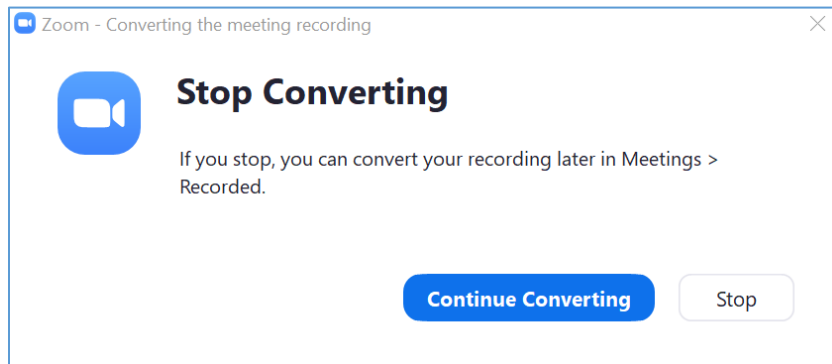 Zoom - Converting the meeting recording
Stop Converting
If you stop, you can convert your recording later in Meetings >
Recorded.
Continue Converting
Stop